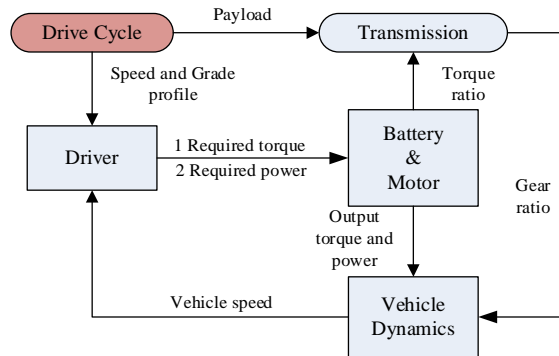 Drive Cycle
Payload
Transmission
Speed and Grade
profile
Torque
ratio
Driver
1 Required torque
2 Required power
Battery
&
Motor
Gear
ratio
Output
torque and
power
Vehicle speed
Vehicle
Dynamics